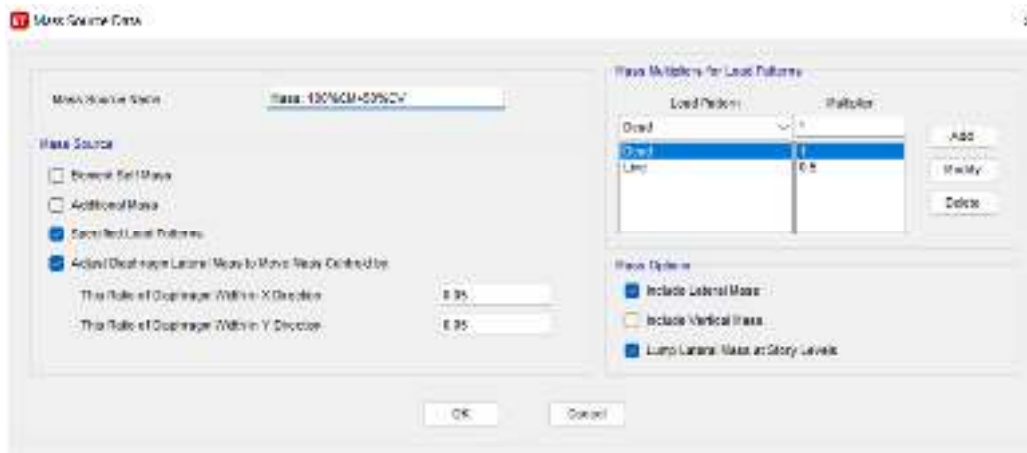 Mass Source Data
Mass Source Name
Masa: 100%CM+50%CV
Mass Source
Element Self Mass
Additional Mass
Specified Load Patterns
Adjust Diaphragm Lateral Mass to Move Mass Centroid by:
This Ratio of Diaphragm Width in X Direction
0.05
This Ratio of Diaphragm Width in Y Direction
0.05
Mass Multipliers for Load Patterns
Load Pattern
Multiplier
Dead
1
Dead
1
Live
0.5
Add
Modify
Delete
Mass Options
Include Lateral Mass
Include Vertical Mass
Lump Lateral Mass at Story Levels
OK
Cancel